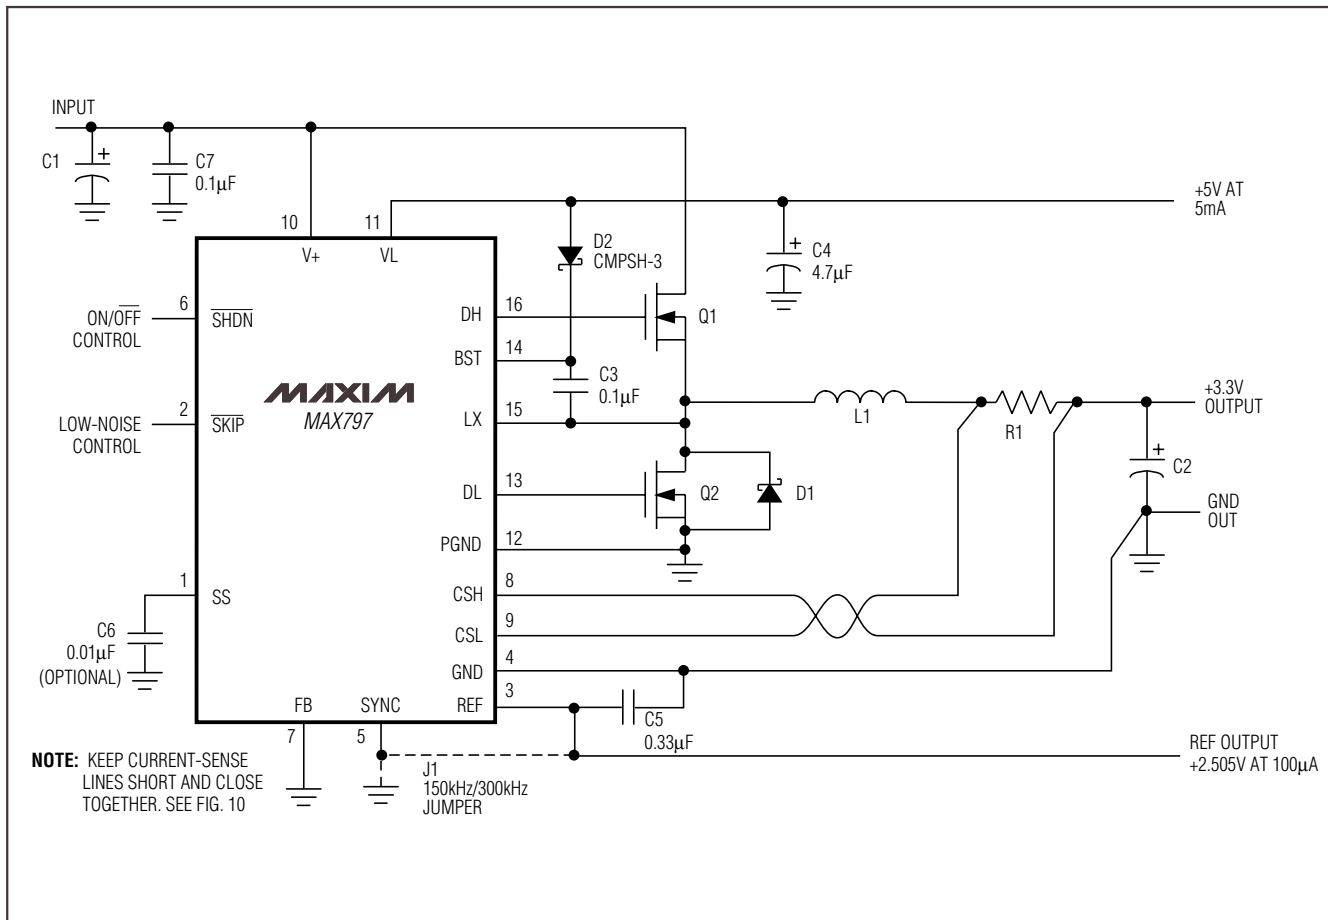 INPUT
C1
+
C7
0.1μF
10
11
V+
VL
D2
CMPSH-3
+
C4
4.7μF
+5V AT
5mA
6
ON/OFF
CONTROL
SHDN
DH
16
Q1
BST
14
MAXIM
MAX797
C3
0.1μF
+3.3V
OUTPUT
2
LOW-NOISE
CONTROL
SKIP
LX
15
L1
R1
+
C2
DL
13
Q2
D1
GND
OUT
PGND
12
1
SS
CSH
8
C6
0.01μF
(OPTIONAL)
CSL
9
GND
4
REF
3
FB
SYNC
7
5
C5
0.33μF
NOTE: KEEP CURRENT-SENSE
LINES SHORT AND CLOSE
TOGETHER. SEE FIG. 10
J1
150kHz/300kHz
JUMPER
REF OUTPUT
+2.505V AT 100μA